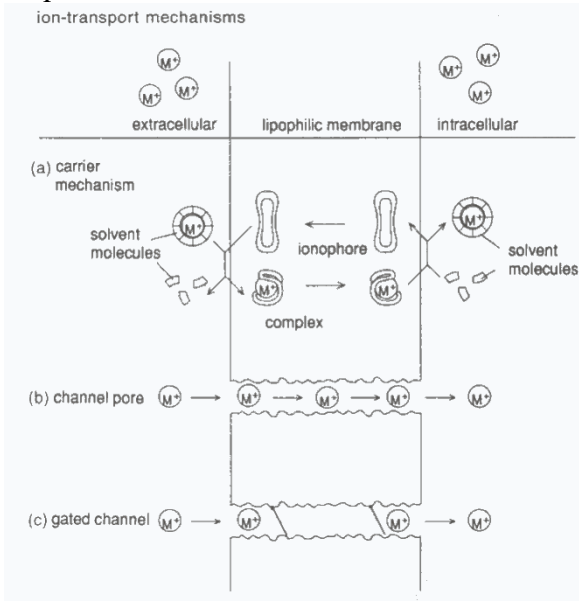 ion-transport mechanisms
M+
M+ M+
M+ M+
M+
extracellular lipophilic membrane intracellular
(a) carrier
mechanism
M+ M+
solvent
molecules
ionophore
solvent
molecules
M+ M+
complex
(b) channel pore M+ M+ M+ M+ M+
(c) gated channel M+ M+ M+ M+